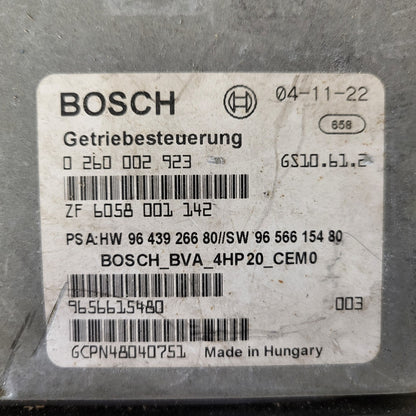 BOSCH 04-11-22
658
Getriebesteuerung
0 260 002 923 GS10.61.2
ZF 6058 001 142
PSA:HW 96 439 266 80//SW 96 566 154 80
BOSCH_BVA_4HP20_CEM0
9656615480 003
GCPN48040751 Made in Hungary